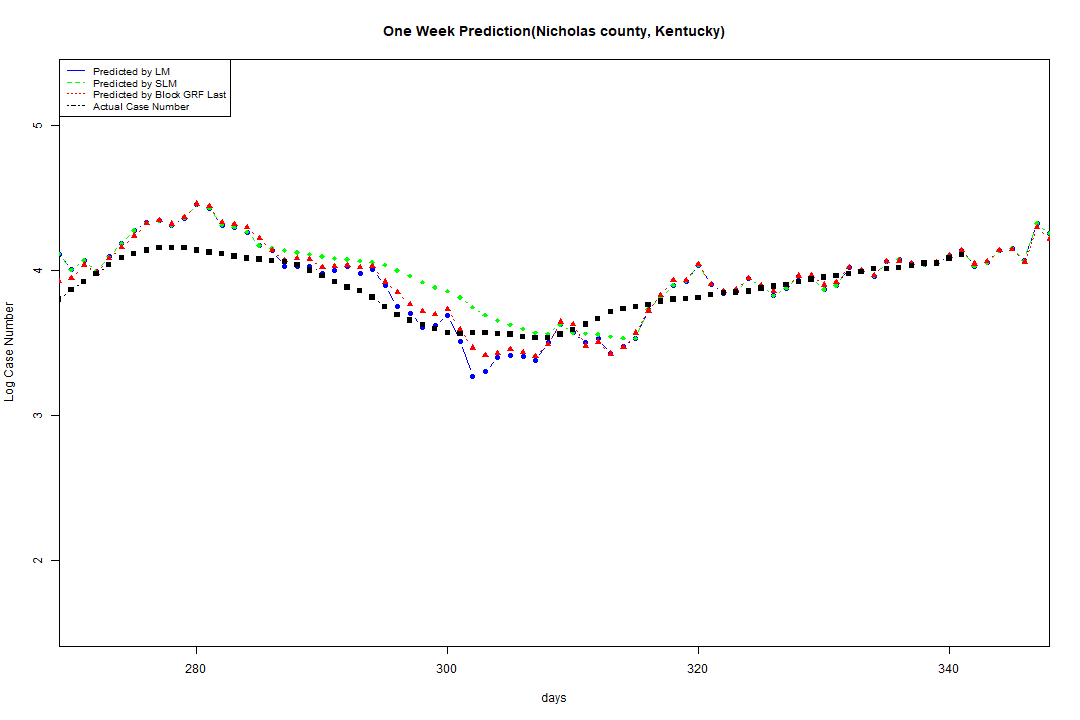 One Week Prediction(Nicholas county, Kentucky)
Predicted by LM
Predicted by SLM
Predicted by Block GRF Last
Actual Case Number
5
4
3
2
Log Case Number
280
300
320
340
days